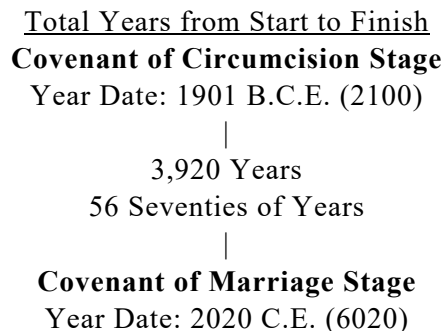 Total Years from Start to Finish
Covenant of Circumcision Stage
Year Date: 1901 B.C.E. (2100)
|
3,920 Years
56 Seventies of Years
|
Covenant of Marriage Stage
Year Date: 2020 C.E. (6020)